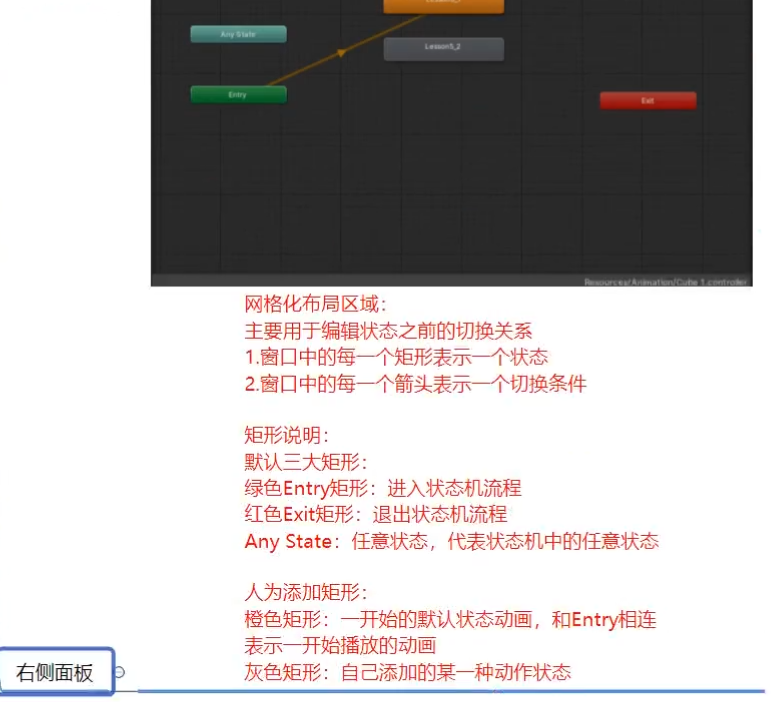 Any State
Lesson5_2
Entry
Exit
Resources/Animation/Cube 1.controller
网格化布局区域：
主要用于编辑状态之前的切换关系
1.窗口中的每一个矩形表示一个状态
2.窗口中的每一个箭头表示一个切换条件
矩形说明：
默认三大矩形：
绿色Entry矩形：进入状态机流程
红色Exit矩形：退出状态机流程
Any State：任意状态，代表状态机中的任意状态
人为添加矩形：
橙色矩形：一开始的默认状态动画，和Entry相连
表示一开始播放的动画
灰色矩形：自己添加的某一种动作状态
右侧面板